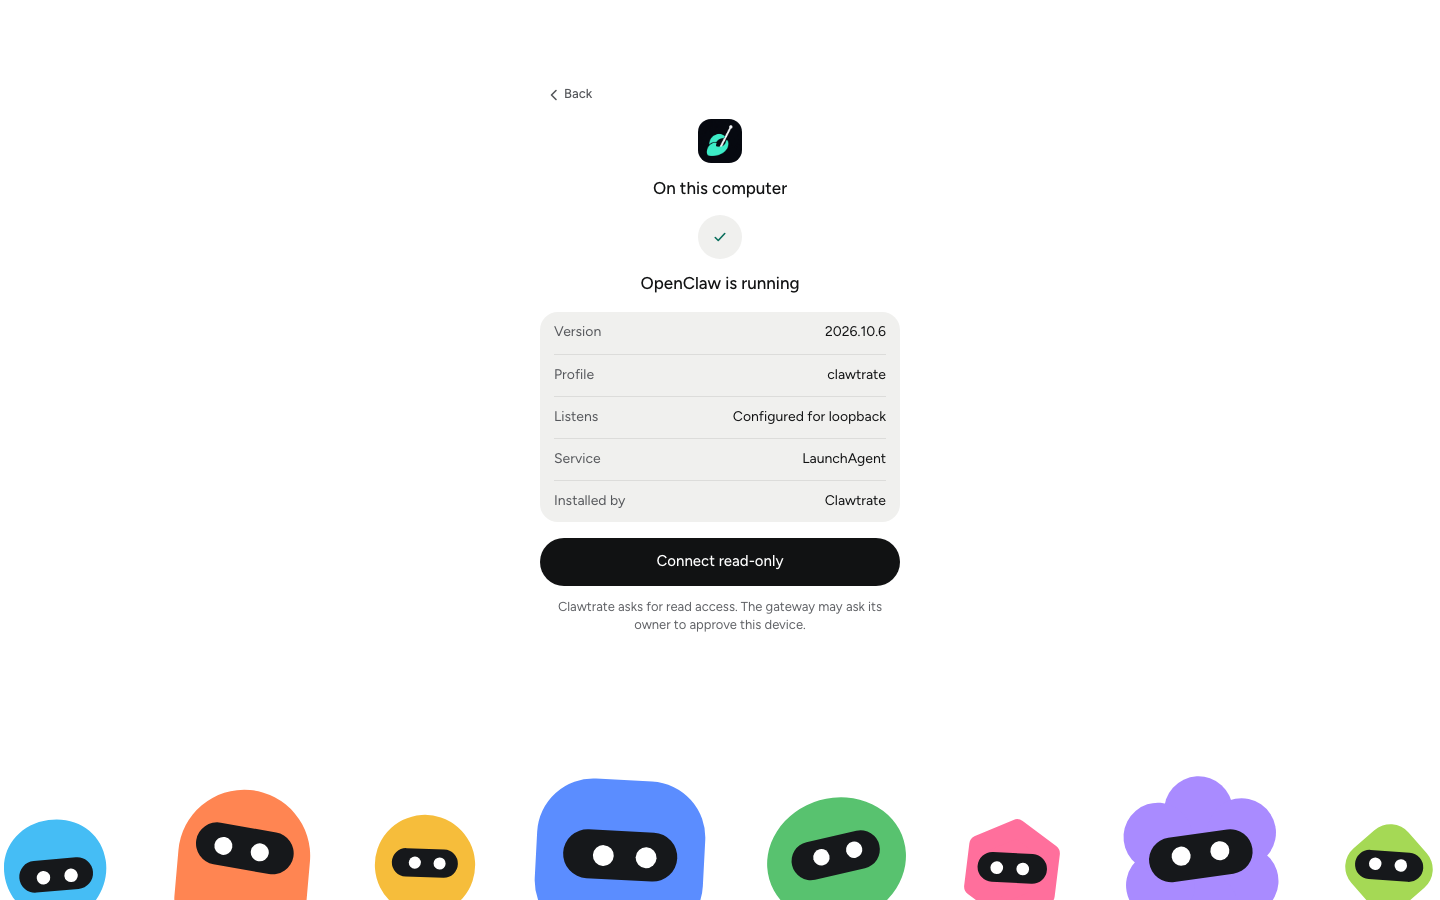 Back
On this computer
OpenClaw is running
Version 2026.10.6
Profile clawtrate
Listens Configured for loopback
Service LaunchAgent
Installed by Clawtrate
Connect read-only
Clawtrate asks for read access. The gateway may ask its
owner to approve this device.